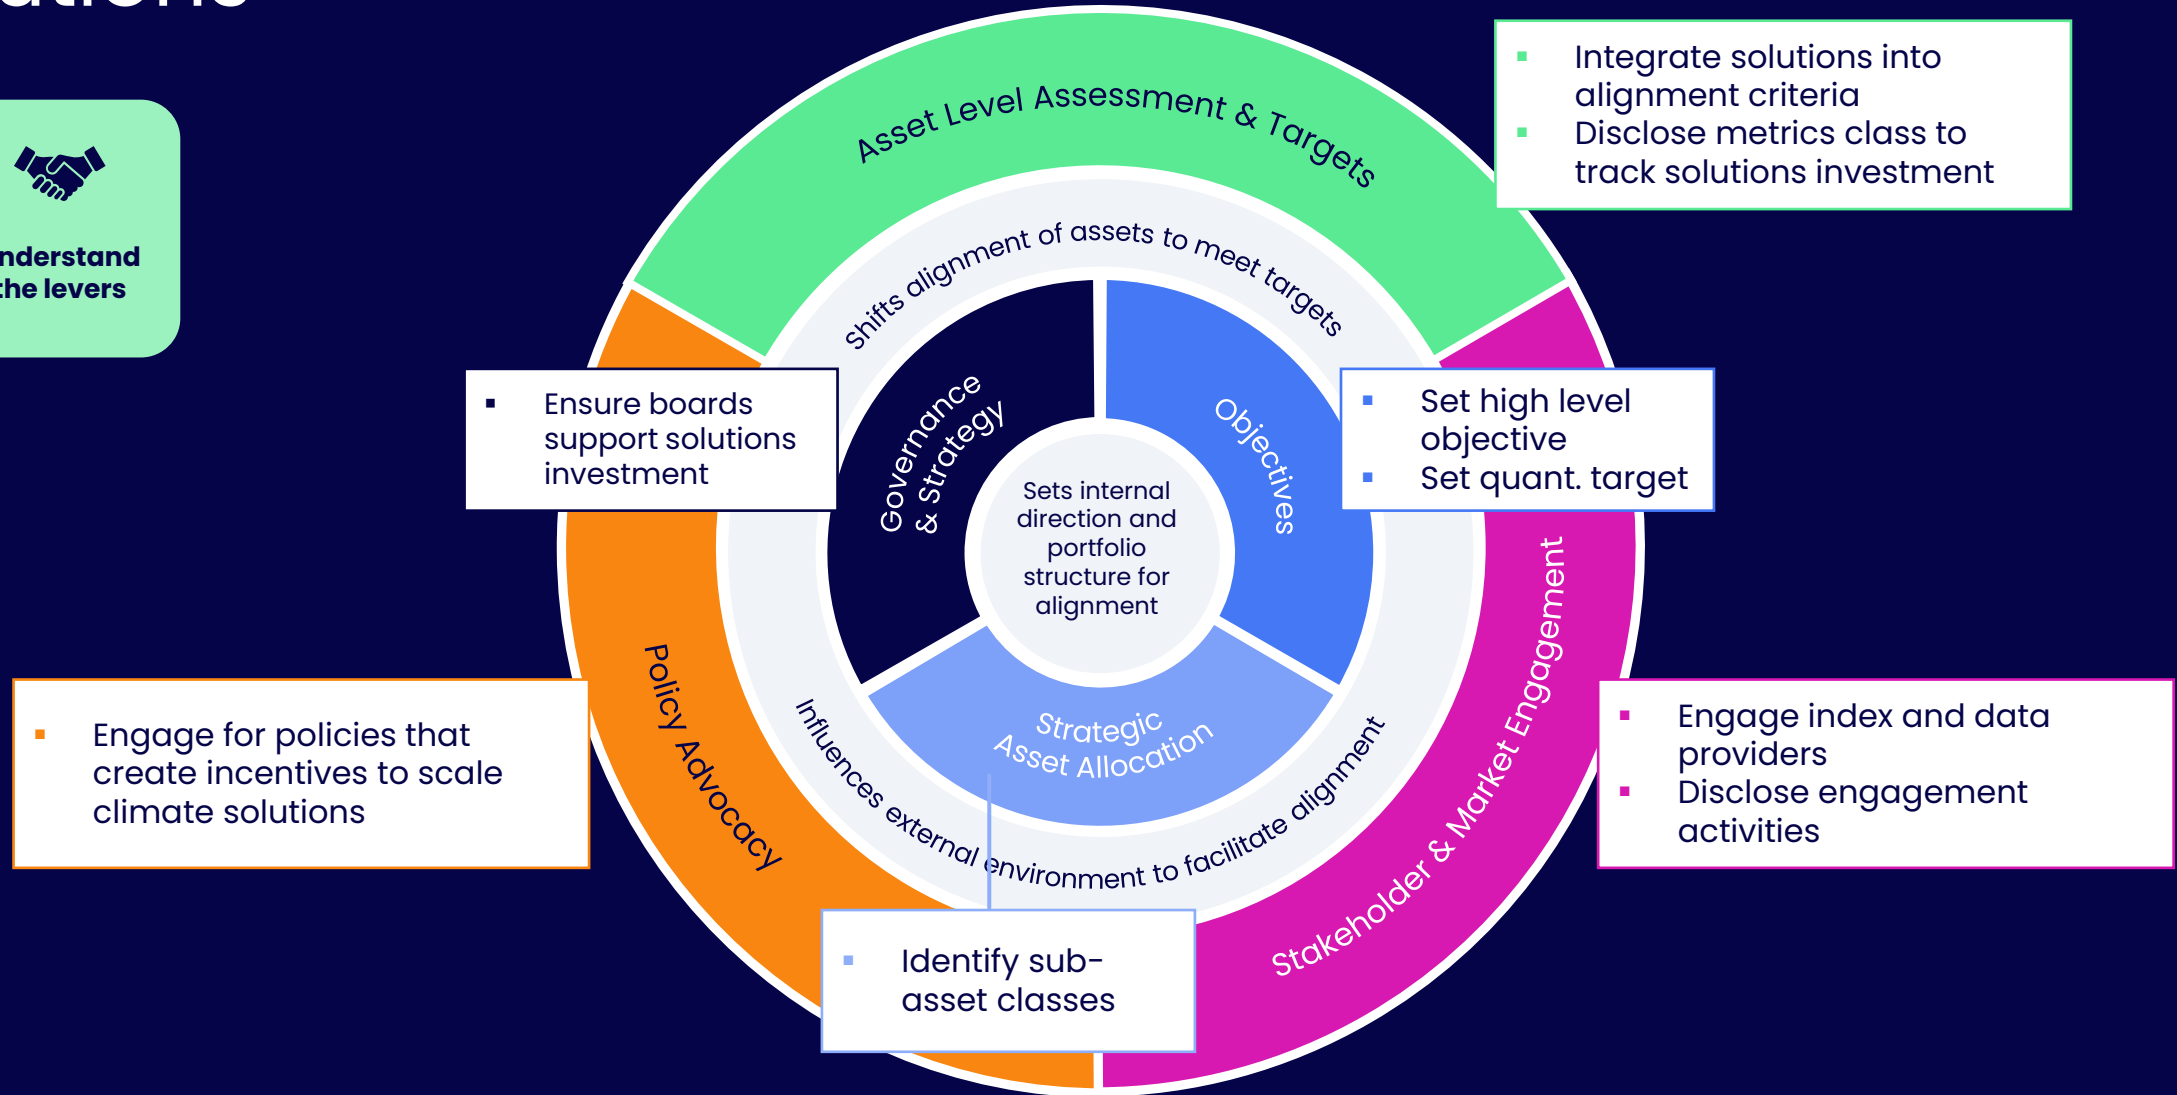 Asset Level Assessment & Targets
Integrate solutions into
alignment criteria
Disclose metrics class to
track solutions investment
the levers
Shifts alignment of assets to meet targets
Ensure boards
support solutions
investment
Governance
& Strategy
Objectives
Set high level
objective
Set quant. target
Sets internal
direction and
portfolio
structure for
alignment
Policy Advocacy
Engage for policies that
create incentives to scale
climate solutions
Strategic
Asset Allocation
Influences external environment to facilitate alignment
Stakeholder & Market Engagement
Engage index and data
providers
Disclose engagement
activities
Identify sub-
asset classes